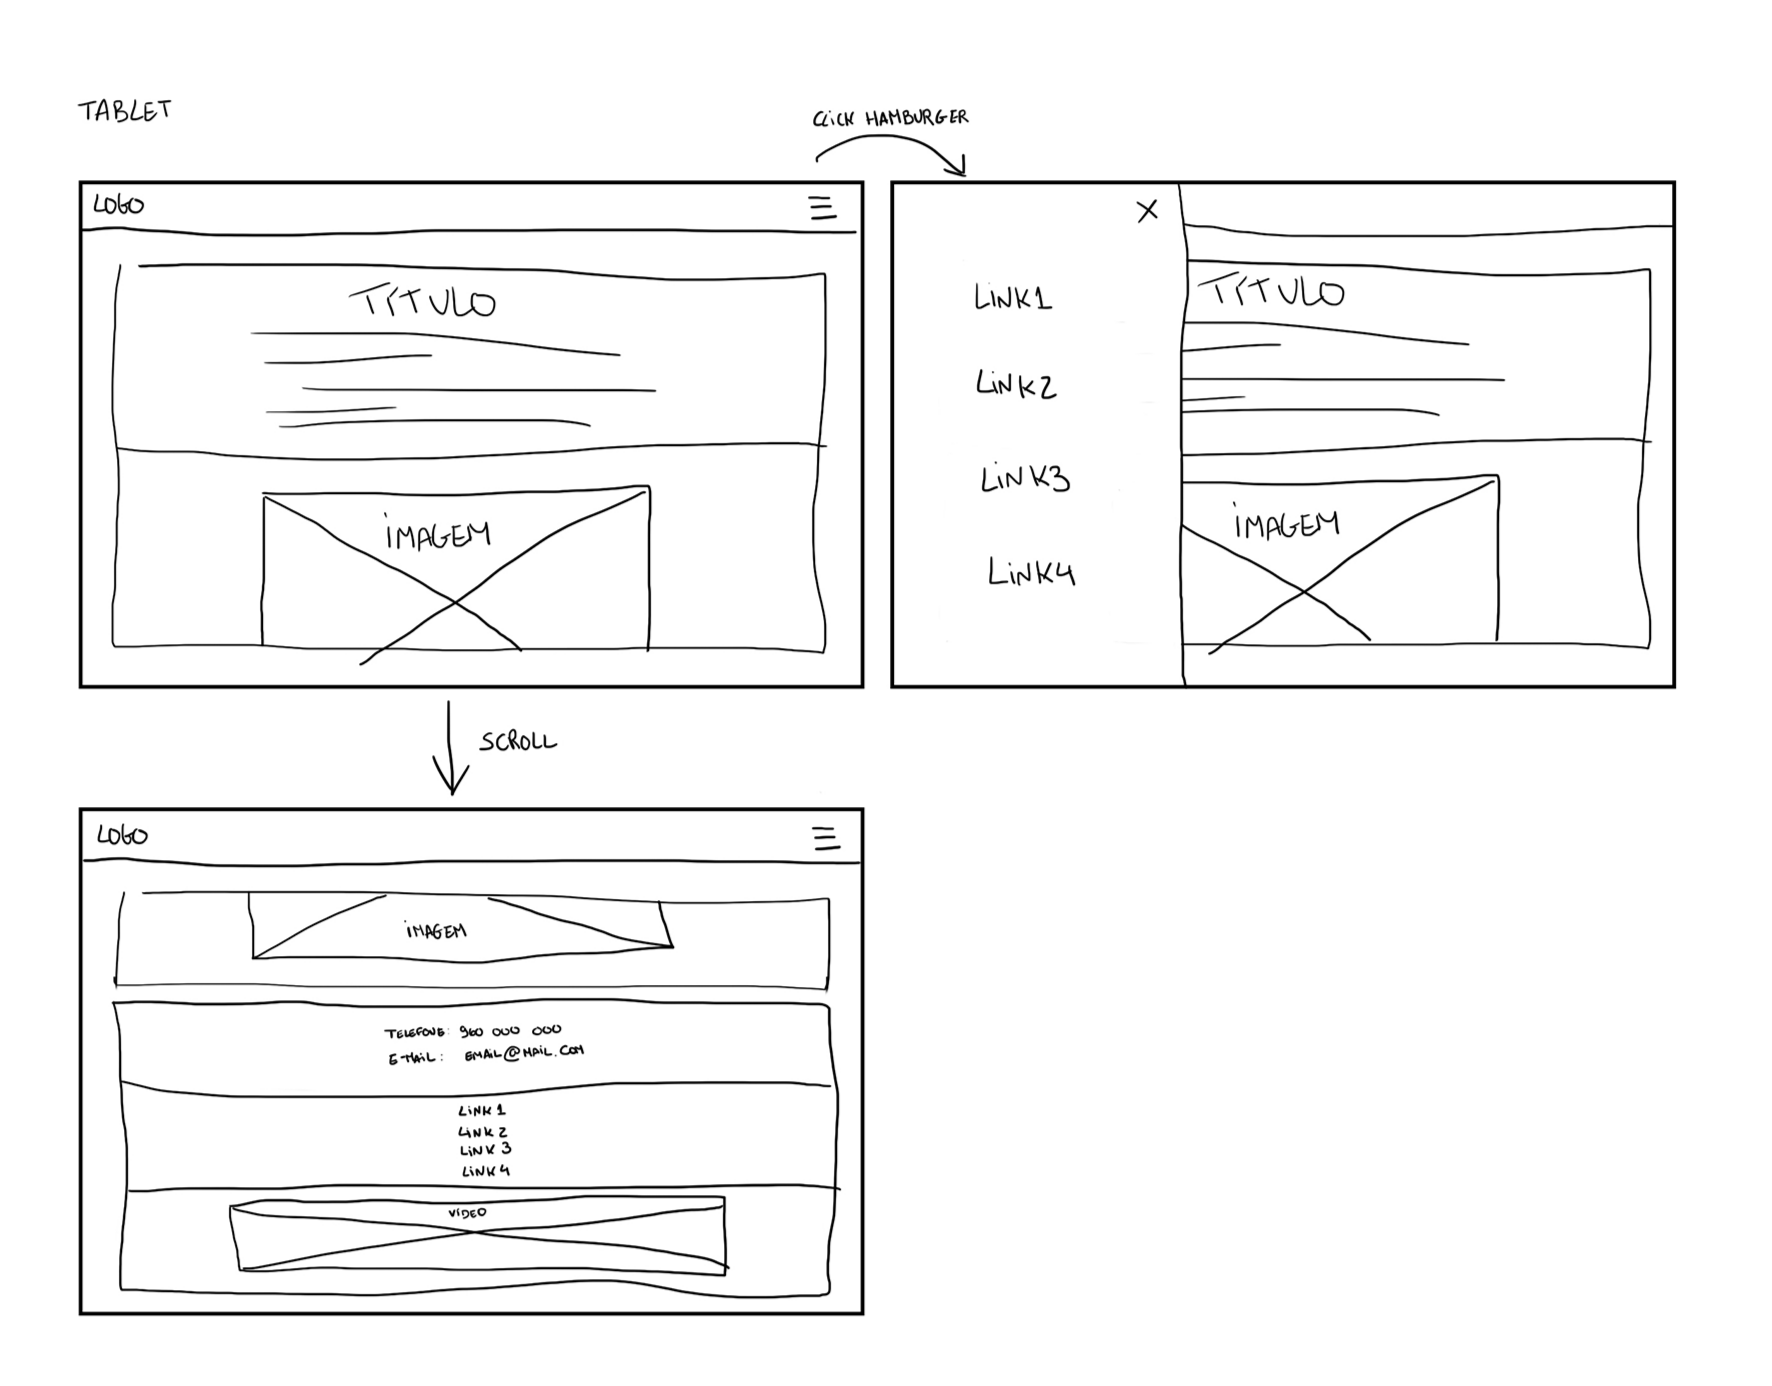 TABLET
CLICK HAMBURGER
LOGO
TÍTULO
IMAGEM
X
LINK1
LINK2
LINK3
LINK4
TÍTULO
IMAGEM
SCROLL
LOGO
IMAGEM
TELEFONE: 960 000 000
E-MAIL: EMAIL@MAIL.COM
LINK 1
LINK 2
LINK 3
LINK 4
VÍDEO